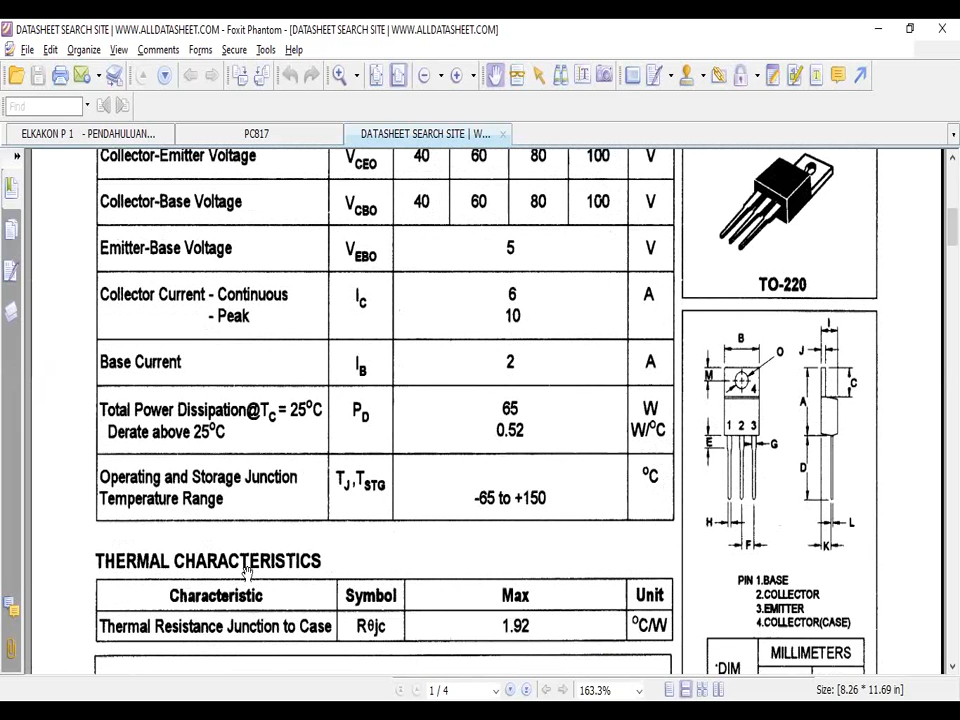 DATASHEET SEARCH SITE | WWW.ALLDATASHEET.COM - Foxit Phantom - [DATASHEET SEARCH SITE | WWW.ALLDATASHEET.COM]
File Edit Organize View Comments Forms Secure Tools Help
Find
ELKAKON P 1 - PENDAHULUAN... PC817 DATASHEET SEARCH SITE | W...
Collector-Emitter Voltage VCEO 40 60 80 100 V
Collector-Base Voltage VCBO 40 60 80 100 V
Emitter-Base Voltage VEBO 5 V
Collector Current - Continuous IC 6 A
- Peak 10
Base Current IB 2 A
Total Power Dissipation@TC = 25°C PD 65 W
Derate above 25°C 0.52 W/°C
Operating and Storage Junction TJ ,TSTG °C
Temperature Range -65 to +150
THERMAL CHARACTERISTICS
Characteristic Symbol Max Unit
Thermal Resistance Junction to Case Rθjc 1.92 °C/W
TO-220
B I
J O
M 4 C
A
1 2 3
E G
D
H L
F K
PIN 1.BASE
2.COLLECTOR
3.EMITTER
4.COLLECTOR(CASE)
DIM MILLIMETERS
1 / 4 163.3% Size: [8.26 * 11.69 in]